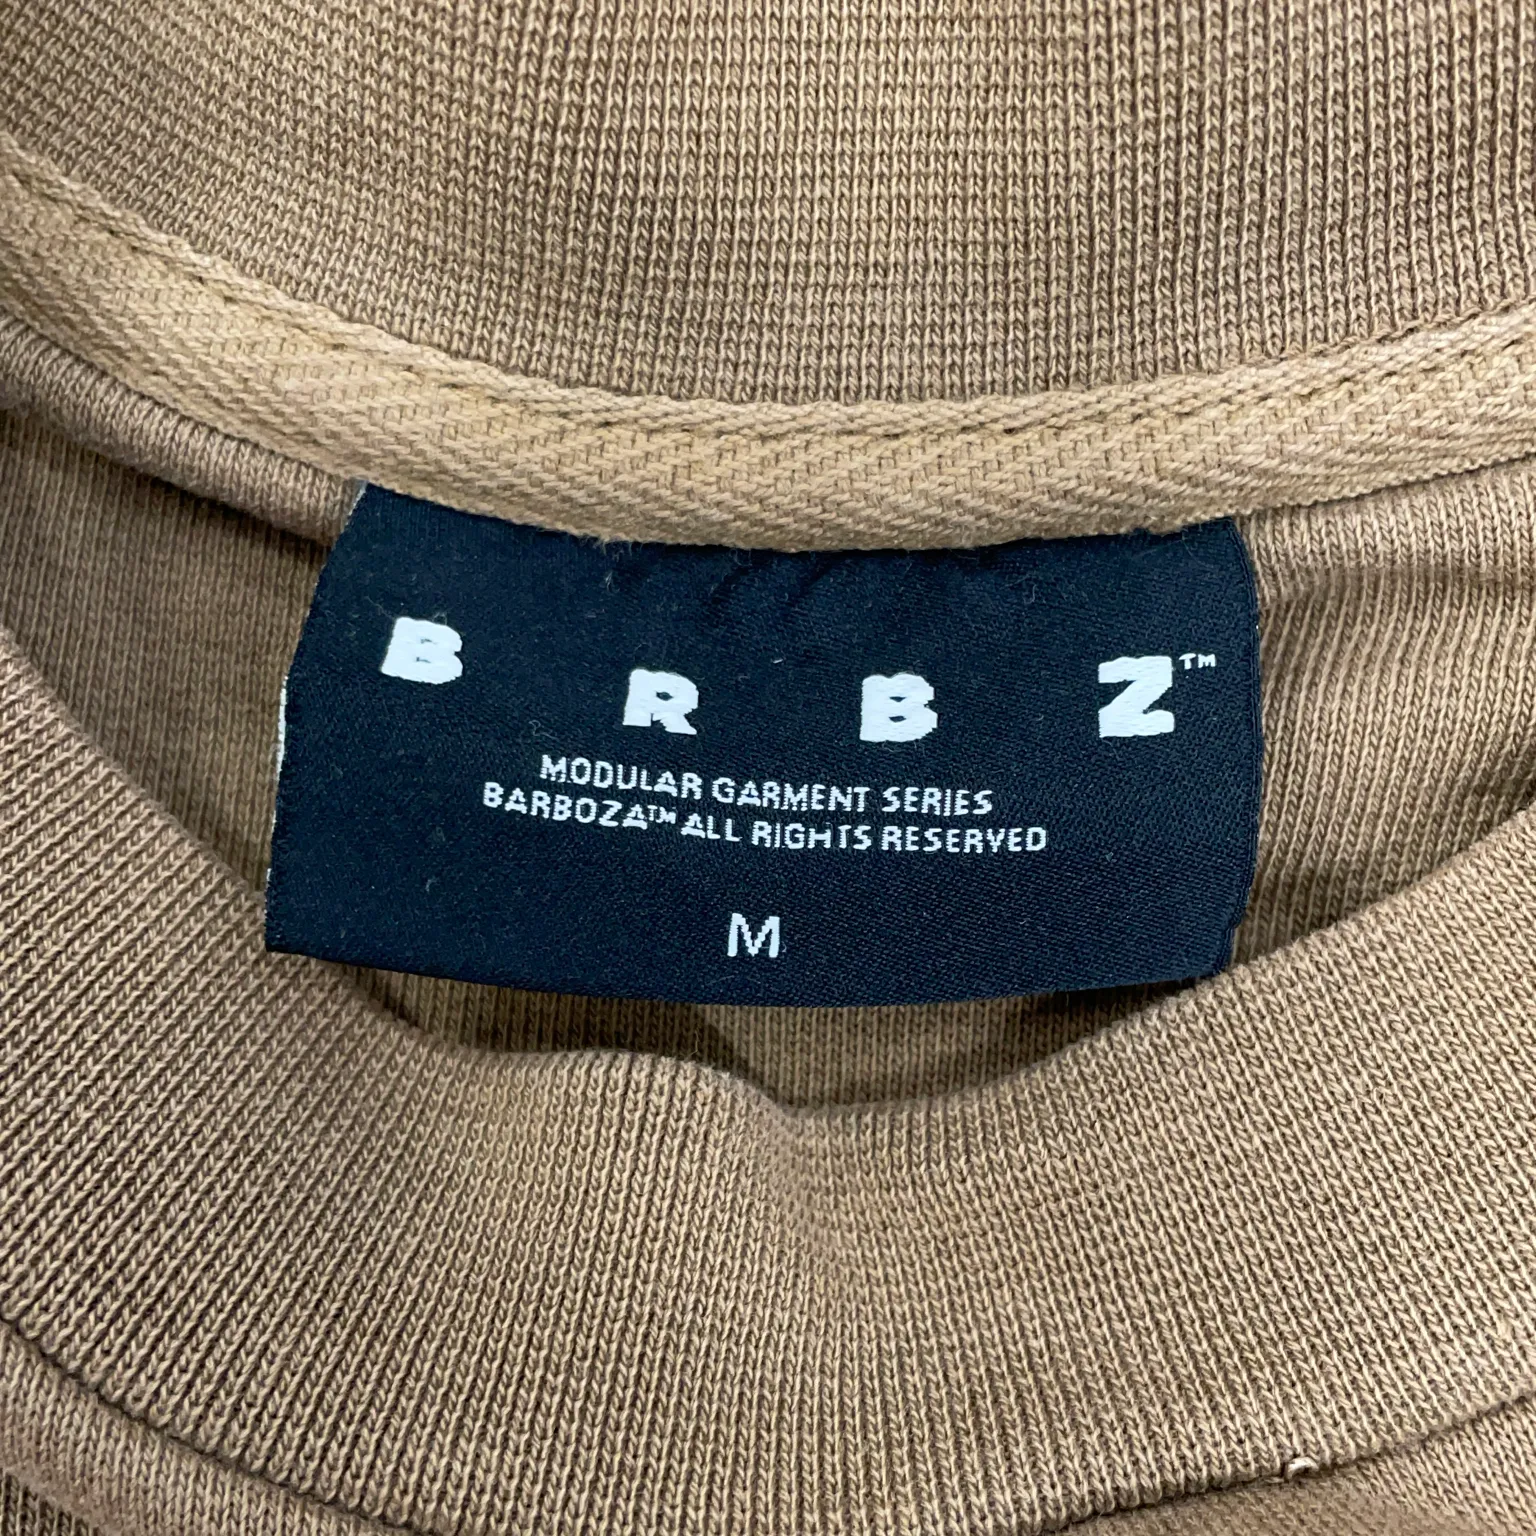 B R B Z™
MODULAR GARMENT SERIES
BARBOZA™ ALL RIGHTS RESERVED
M